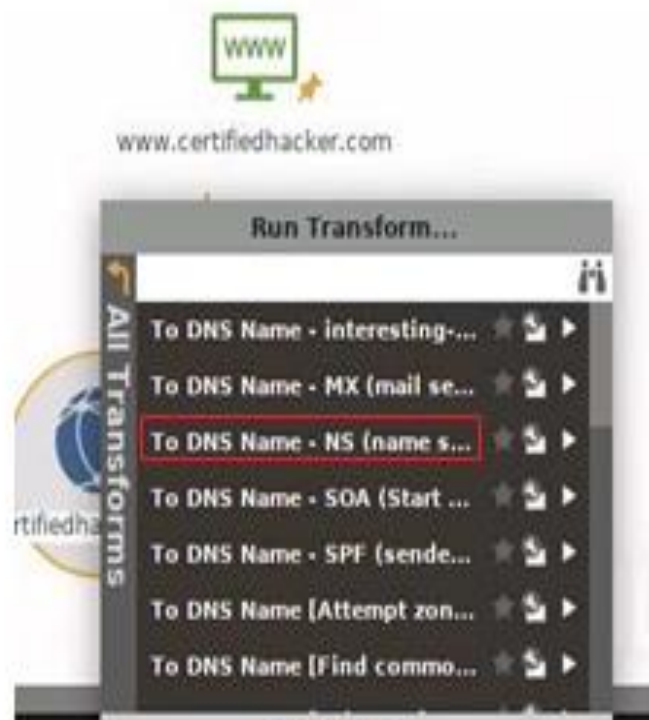 WWW
www.certifiedhacker.com
Run Transform...
All Transforms
To DNS Name - interesting-...
To DNS Name - MX (mail se...
To DNS Name - NS (name s...
To DNS Name - SOA (Start ...
To DNS Name - SPF (sende...
To DNS Name [Attempt zon...
To DNS Name [Find commo...
rtifiedha